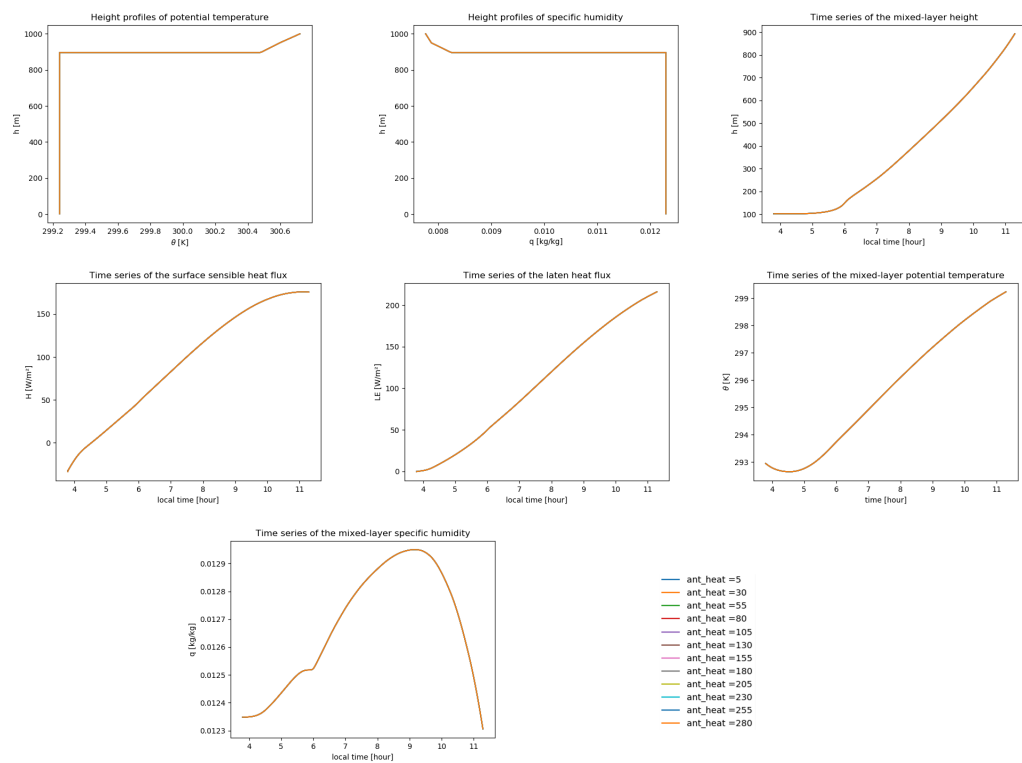 Height profiles of potential temperature
1000
800
600
400
200
0
h [m]
299.2 299.4 299.6 299.8 300.0 300.2 300.4 300.6
θ [K]
Height profiles of specific humidity
1000
800
600
400
200
0
h [m]
0.008 0.009 0.010 0.011 0.012
q [kg/kg]
Time series of the mixed-layer height
900
800
700
600
500
400
300
200
100
h [m]
4 5 6 7 8 9 10 11
local time [hour]
Time series of the surface sensible heat flux
150
100
50
0
H [W/m²]
4 5 6 7 8 9 10 11
local time [hour]
Time series of the laten heat flux
200
150
100
50
0
LE [W/m²]
4 5 6 7 8 9 10 11
local time [hour]
Time series of the mixed-layer potential temperature
299
298
297
296
295
294
293
θ [K]
4 5 6 7 8 9 10 11
time [hour]
Time series of the mixed-layer specific humidity
0.0129
0.0128
0.0127
0.0126
0.0125
0.0124
0.0123
q [kg/kg]
4 5 6 7 8 9 10 11
local time [hour]
ant_heat =5
ant_heat =30
ant_heat =55
ant_heat =80
ant_heat =105
ant_heat =130
ant_heat =155
ant_heat =180
ant_heat =205
ant_heat =230
ant_heat =255
ant_heat =280